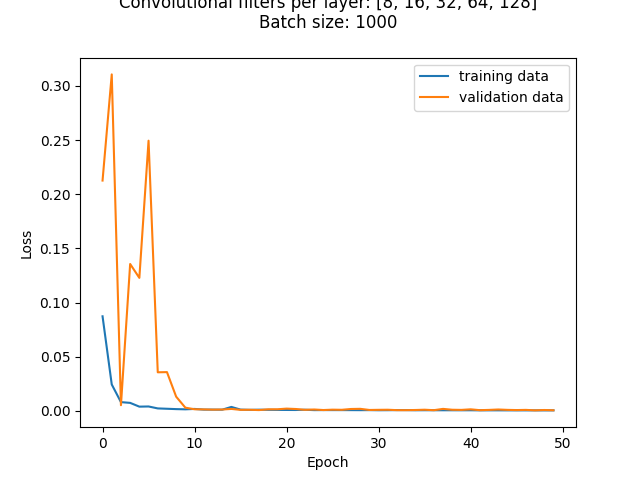 Convolutional filters per layer: [8, 16, 32, 64, 128]
Batch size: 1000
training data
validation data
0.30
0.25
0.20
0.15
0.10
0.05
0.00
Loss
0 10 20 30 40 50
Epoch